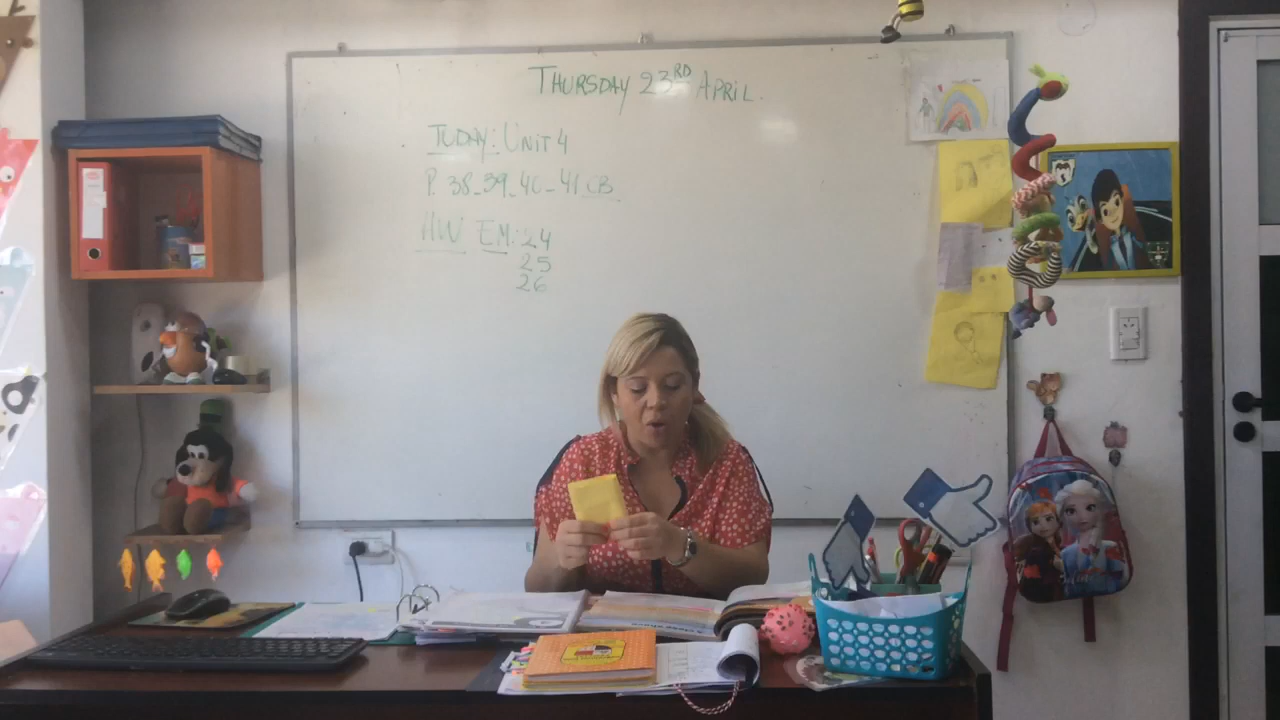 THURSDAY 23RD APRIL.
TODAY: UNIT 4
P. 38_39_40_41 CB
HW EM: 24
25
26